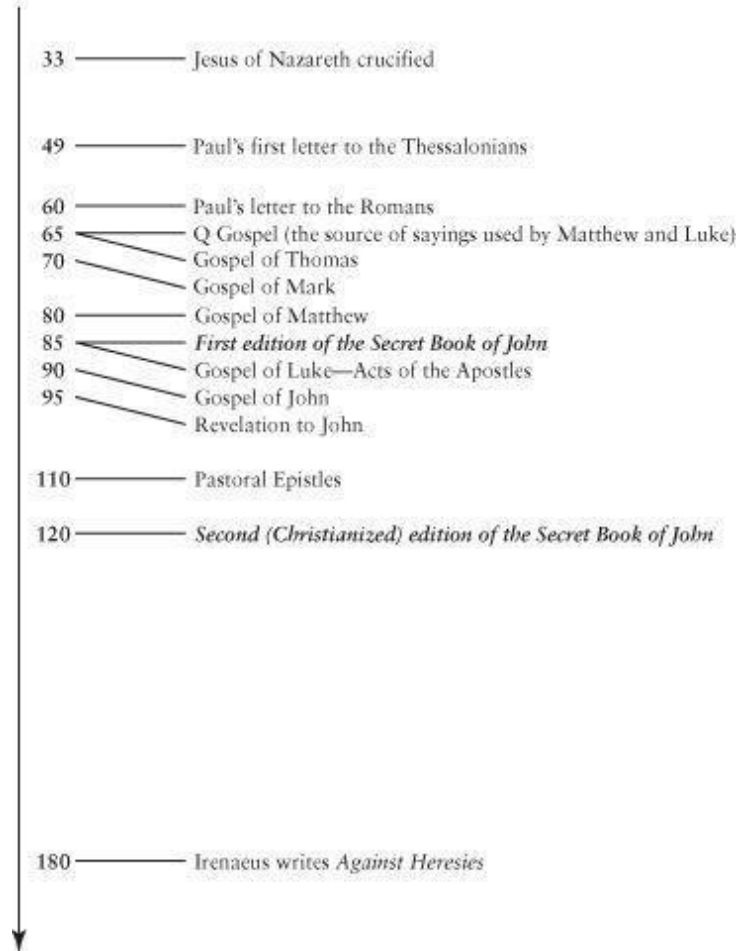 33 Jesus of Nazareth crucified
49 Paul's first letter to the Thessalonians
60 Paul's letter to the Romans
65 Q Gospel (the source of sayings used by Matthew and Luke)
Gospel of Thomas
70 Gospel of Mark
80 Gospel of Matthew
85 First edition of the Secret Book of John
Gospel of Luke—Acts of the Apostles
90 Gospel of John
95 Revelation to John
110 Pastoral Epistles
120 Second (Christianized) edition of the Secret Book of John
180 Irenaeus writes Against Heresies